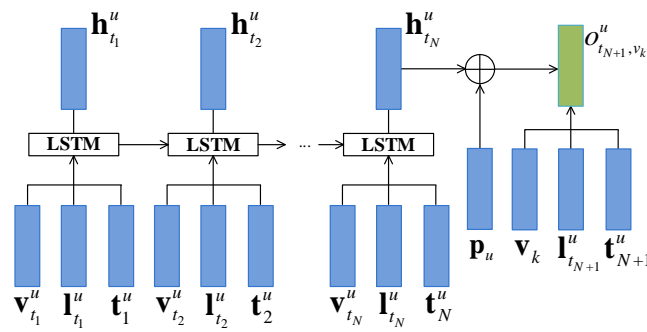 h^u_{t_1} h^u_{t_2} h^u_{t_N} o^u_{t_{N+1},v_k}
LSTM LSTM ... LSTM
v^u_{t_1} l^u_{t_1} t^u_1 v^u_{t_2} l^u_{t_2} t^u_2 v^u_{t_N} l^u_{t_N} t^u_N p_u v_k l^u_{t_{N+1}} t^u_{N+1}